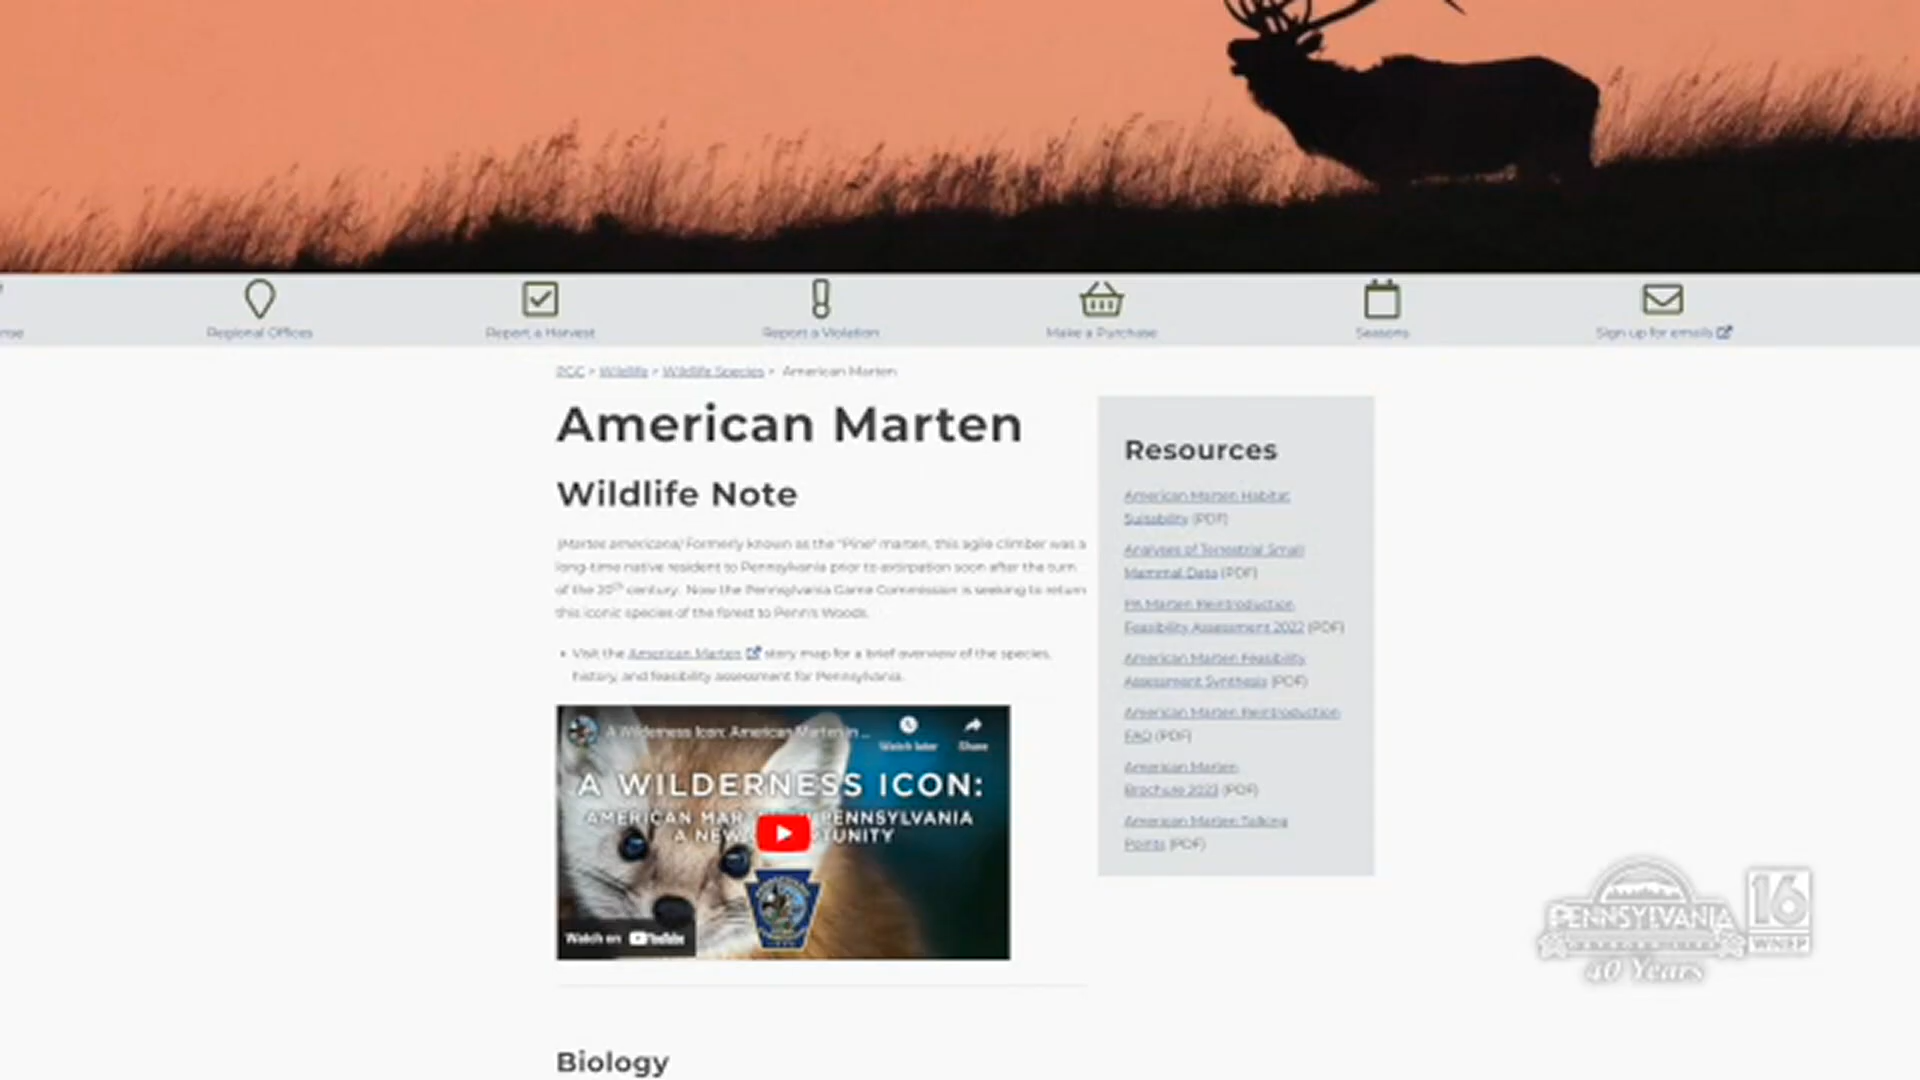 Regional Offices
Report a Harvest
Report a Violation
Make a Purchase
Seasons
Sign up for emails
PGC > Wildlife > Wildlife Species > American Marten
American Marten
Wildlife Note
(Martes americana) Formerly known as the "Pine" marten, this agile climber was a
long-time native resident to Pennsylvania prior to extirpation soon after the turn
of the 20th century. Now the Pennsylvania Game Commission is seeking to return
this iconic species of the forest to Penn's Woods.
• Visit the American Marten story map for a brief overview of the species,
history, and feasibility assessment for Pennsylvania.
A Wilderness Icon: American Marten in ...
Watch later
Share
A WILDERNESS ICON:
AMERICAN MAR PENNSYLVANIA
A NEW TUNITY
Watch on YouTube
Biology
Resources
American Marten Habitat
Suitability (PDF)
Analyses of Terrestrial Small
Mammal Data (PDF)
PA Marten Reintroduction
Feasibility Assessment 2022 (PDF)
American Marten Feasibility
Assessment Synthesis (PDF)
American Marten Reintroduction
FAQ (PDF)
American Marten
Brochure 2023 (PDF)
American Marten Talking
Points (PDF)
PENNSYLVANIA
40 Years
16
WNEP